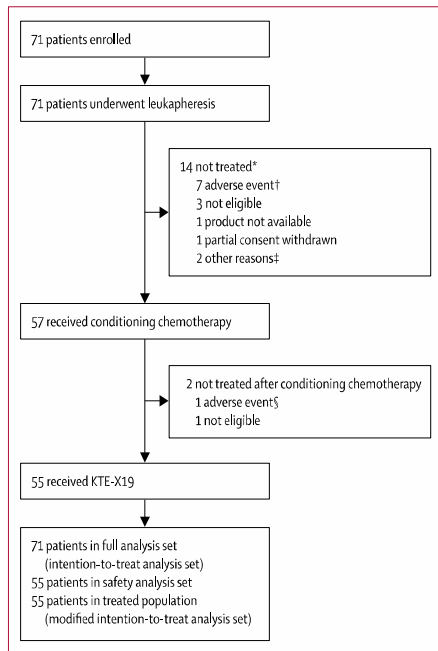 71 patients enrolled
71 patients underwent leukapheresis
14 not treated*
7 adverse event†
3 not eligible
1 product not available
1 partial consent withdrawn
2 other reasons‡
57 received conditioning chemotherapy
2 not treated after conditioning chemotherapy
1 adverse event§
1 not eligible
55 received KTE-X19
71 patients in full analysis set
(intention-to-treat analysis set)
55 patients in safety analysis set
55 patients in treated population
(modified intention-to-treat analysis set)